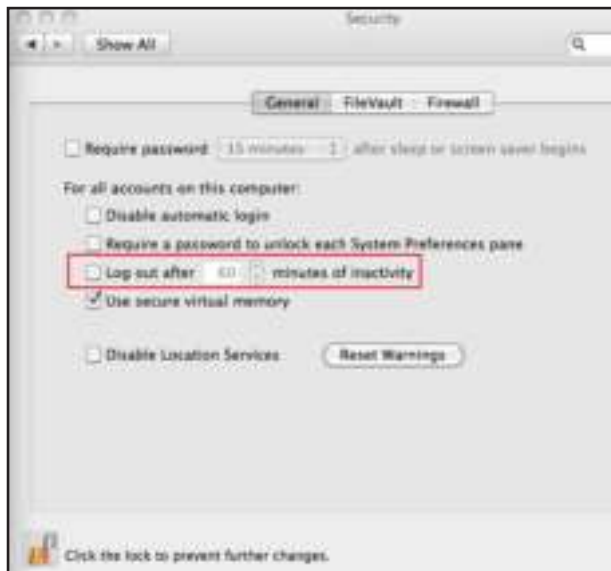 Security
Show All
General FileVault Firewall
Require password 15 minutes after sleep or screen saver begins
For all accounts on this computer:
Disable automatic login
Require a password to unlock each System Preferences pane
Log out after 60 minutes of inactivity
Use secure virtual memory
Disable Location Services Reset Warnings
Click the lock to prevent further changes.